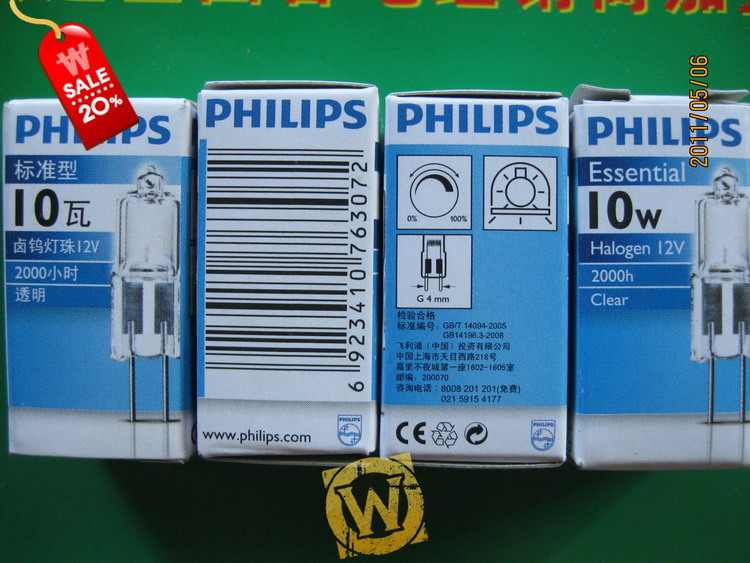 W
SALE
20%
2011/05/06
PHILIPS
标准型
10瓦
卤钨灯珠12V
2000小时
透明
PHILIPS
6 923410 763072
www.philips.com
PHILIPS
PHILIPS
0%
100%
G 4 mm
检验合格
标准编号: GB/T 14094-2005
GB14196.3-2008
飞利浦（中国）投资有限公司
中国上海市天目西路218号
嘉里不夜城第一座1602-1605室
邮编: 200070
咨询电话: 8008 201 201(免费)
021 5915 4177
CE
PHILIPS
PHILIPS
Essential
10w
Halogen 12V
2000h
Clear
W